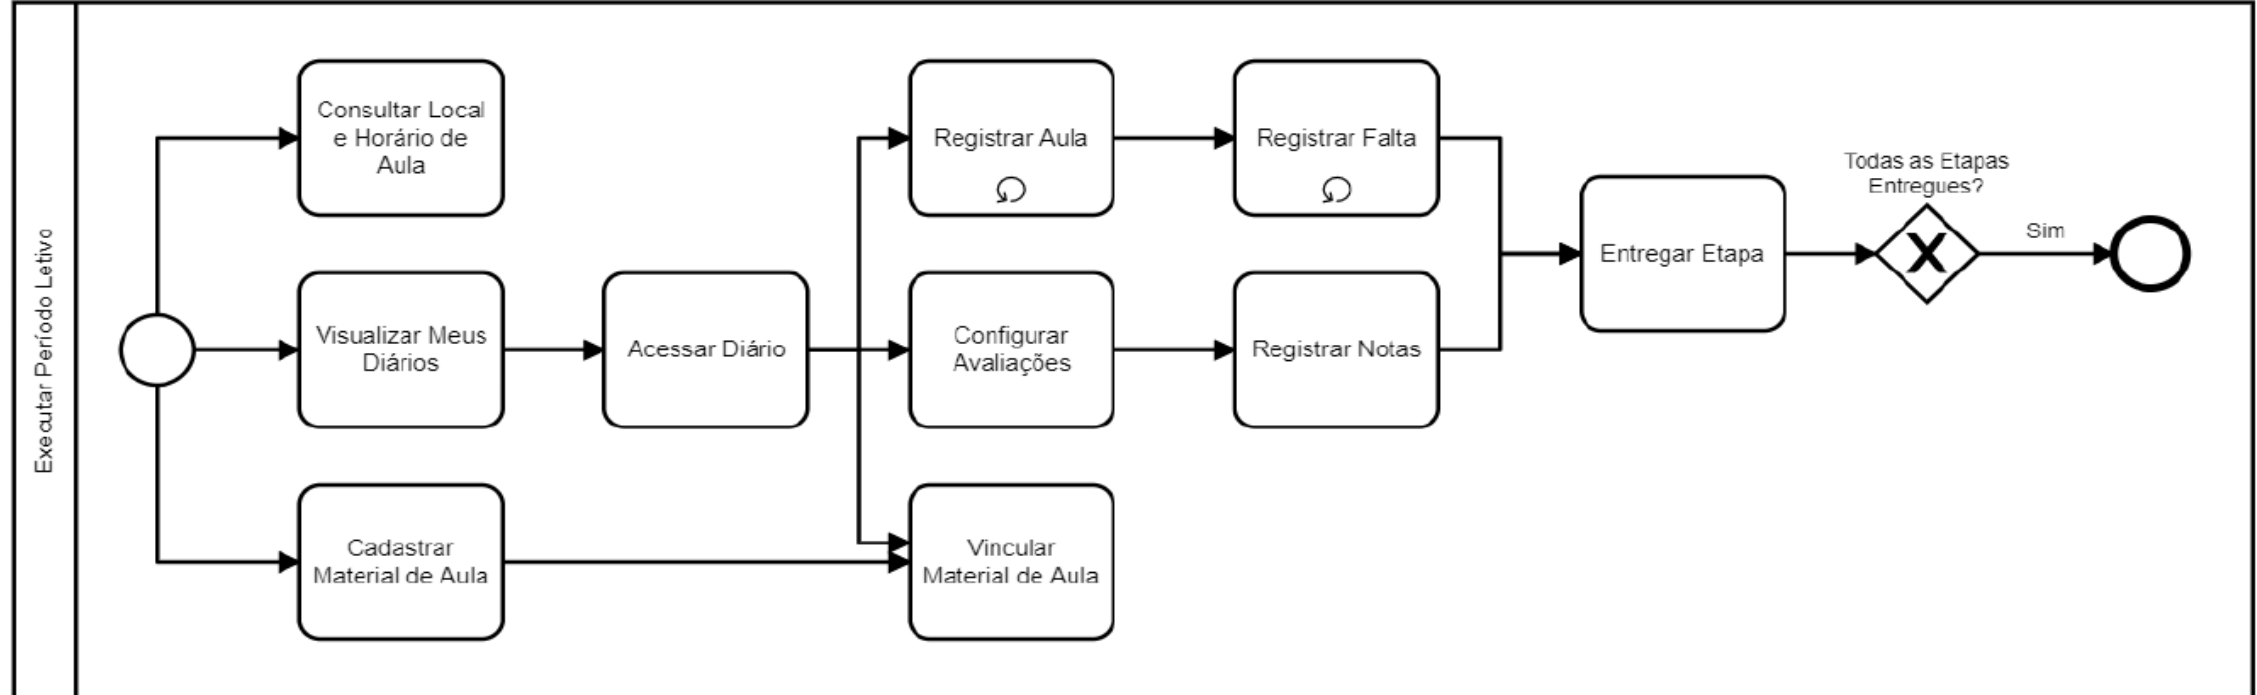 Executar Período Letivo
Consultar Local
e Horário de
Aula
Visualizar Meus
Diários
Cadastrar
Material de Aula
Acessar Diário
Registrar Aula
Registrar Falta
Configurar
Avaliações
Registrar Notas
Vincular
Material de Aula
Entregar Etapa
Todas as Etapas
Entregues?
X
Sim